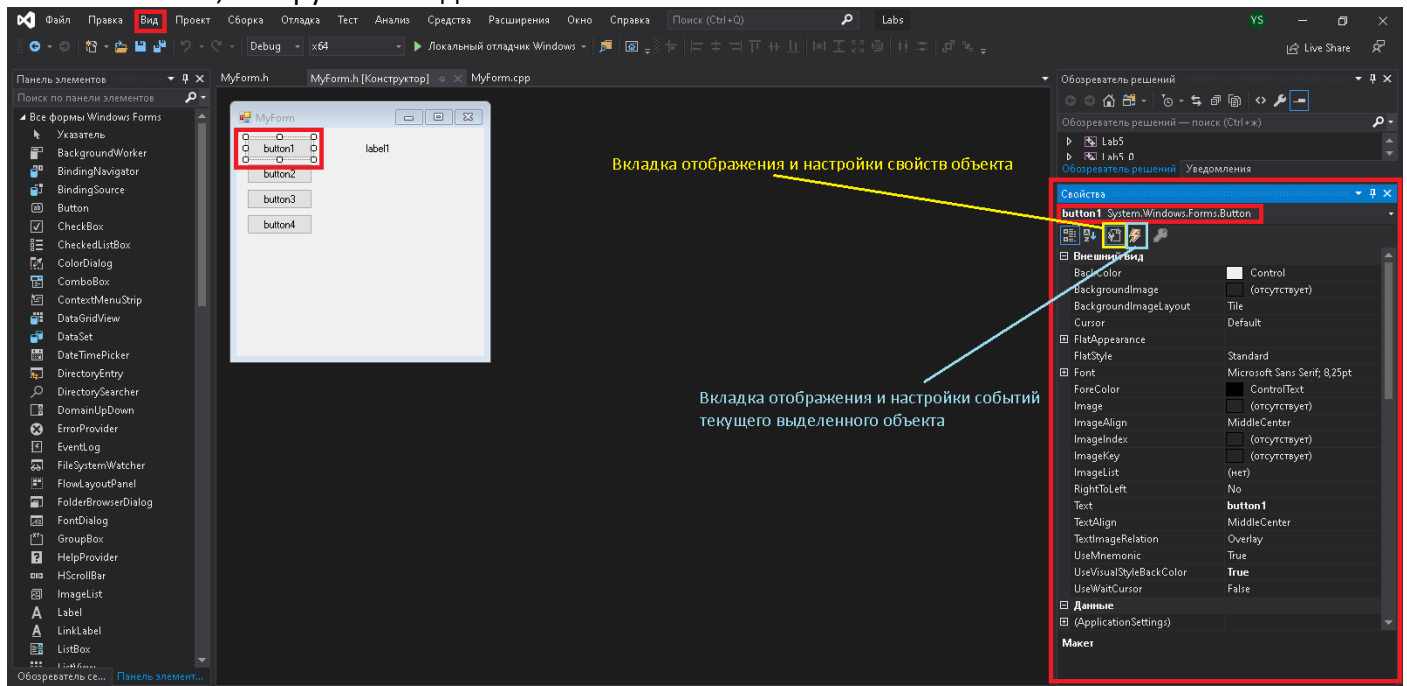 Файл Правка Вид Проект Сборка Отладка Тест Анализ Средства Расширения Окно Справка Поиск (Ctrl+Q) Labs YS
Debug x64 Локальный отладчик Windows Live Share
Панель элементов
Поиск по панели элементов
Все формы Windows Forms
Указатель
BackgroundWorker
BindingNavigator
BindingSource
Button
CheckBox
CheckedListBox
ColorDialog
ComboBox
ContextMenuStrip
DataGridView
DataSet
DateTimePicker
DirectoryEntry
DirectorySearcher
DomainUpDown
ErrorProvider
EventLog
FileSystemWatcher
FlowLayoutPanel
FolderBrowserDialog
FontDialog
GroupBox
HelpProvider
HScrollBar
ImageList
Label
LinkLabel
ListBox
ListView
Обозреватель се... Панель элемент...
MyForm.h MyForm.h [Конструктор] MyForm.cpp
MyForm
button1 label1
button2
button3
button4
Вкладка отображения и настройки свойств объекта
Вкладка отображения и настройки событий
текущего выделенного объекта
Обозреватель решений
Обозреватель решений — поиск (Ctrl+ж)
Lab5
Lab5_0
Обозреватель решений Уведомления
Свойства
button1 System.Windows.Forms.Button
Внешний вид
BackColor Control
BackgroundImage (отсутствует)
BackgroundImageLayout Tile
Cursor Default
FlatAppearance
FlatStyle Standard
Font Microsoft Sans Serif; 8,25pt
ForeColor ControlText
Image (отсутствует)
ImageAlign MiddleCenter
ImageIndex (отсутствует)
ImageKey (отсутствует)
ImageList (нет)
RightToLeft No
Text button1
TextAlign MiddleCenter
TextImageRelation Overlay
UseMnemonic True
UseVisualStyleBackColor True
UseWaitCursor False
Данные
(ApplicationSettings)
Макет